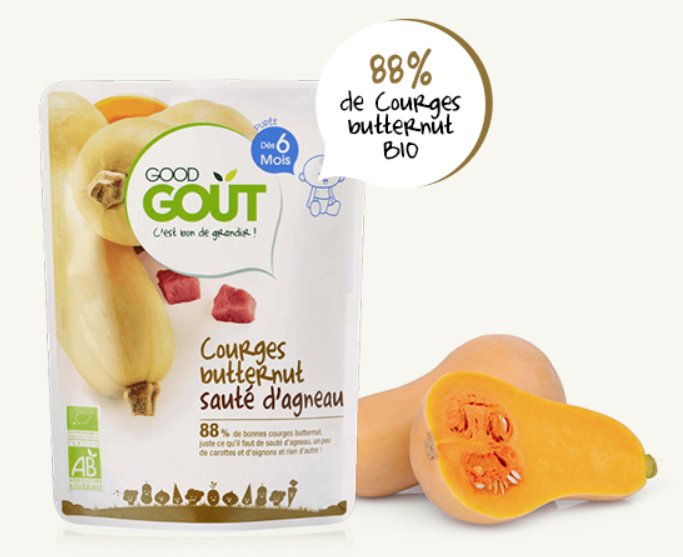 88%
de Courges
butternut
BIO
PURÉE
Dès 6
Mois
GOOD
GOÛT
C'est bon de grandir !
Courges
butternut
sauté d'agneau
88 % de bonnes courges butternut,
juste ce qu'il faut de sauté d'agneau, un peu
de carottes et d'oignons et rien d'autre !
AB